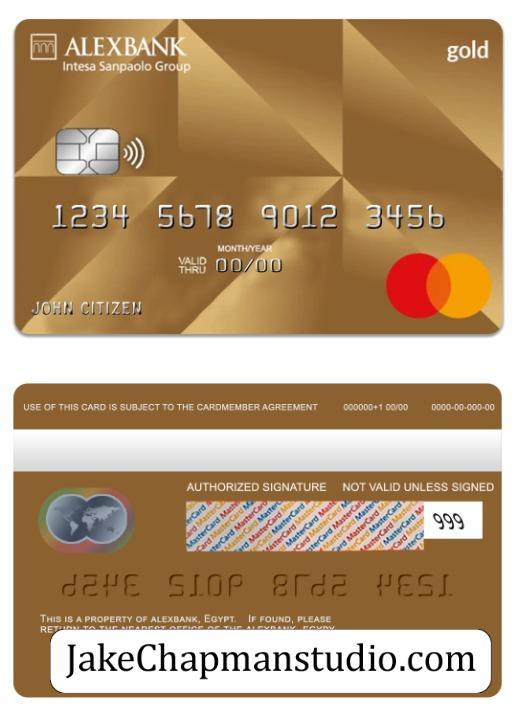 ALEXBANK
Intesa Sanpaolo Group
gold
1234 5678 9012 3456
MONTH/YEAR
VALID THRU 00/00
JOHN CITIZEN
USE OF THIS CARD IS SUBJECT TO THE CARDMEMBER AGREEMENT 000000+1 00/00 0000-00-000-00
AUTHORIZED SIGNATURE NOT VALID UNLESS SIGNED
MasterCard MasterCard MasterCard
999
THIS IS A PROPERTY OF ALEXBANK, EGYPT. IF FOUND, PLEASE
RETURN TO THE NEAREST OFFICE OF THE ALEXBANK, EGYPT
JakeChapmanstudio.com